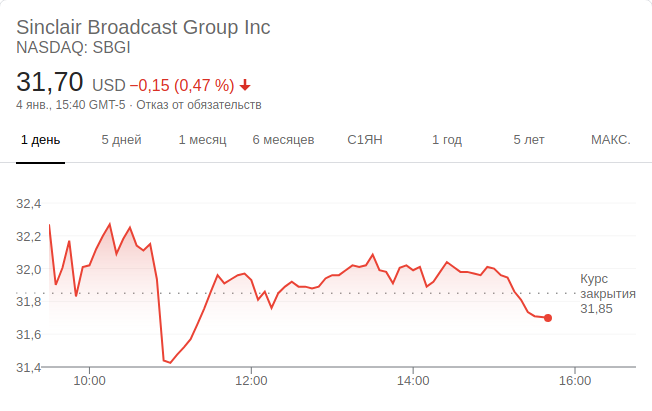 Sinclair Broadcast Group Inc
NASDAQ: SBGI
31,70 USD −0,15 (0,47 %)
4 янв., 15:40 GMT-5 · Отказ от обязательств
1 день 5 дней 1 месяц 6 месяцев С1ЯН 1 год 5 лет МАКС.
32,4
32,2
32,0
31,8
31,6
31,4
Курс
закрытия
31,85
10:00 12:00 14:00 16:00